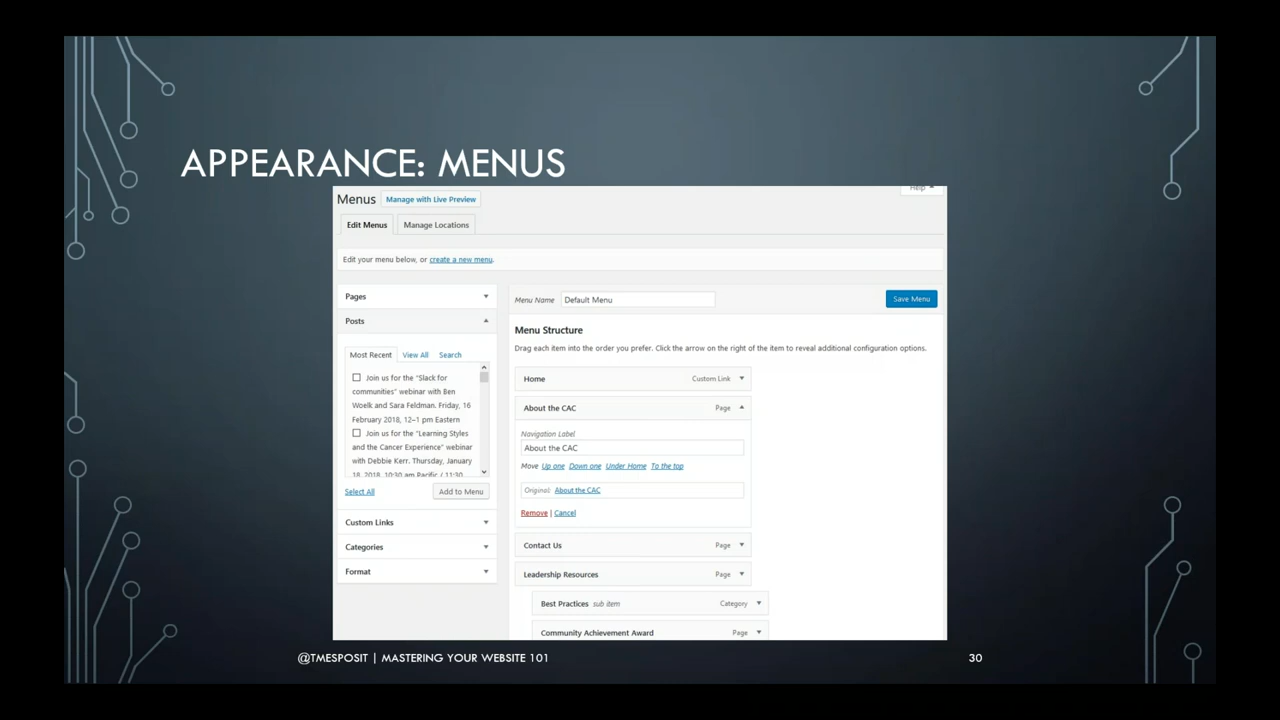 APPEARANCE: MENUS
Help
Menus Manage with Live Preview
Edit Menus Manage Locations
Edit your menu below, or create a new menu.
Pages
Posts
Most Recent View All Search
Join us for the "Slack for
communities" webinar with Ben
Woelk and Sara Feldman. Friday, 16
February 2018, 12–1 pm Eastern
Join us for the "Learning Styles
and the Cancer Experience" webinar
with Debbie Kerr. Thursday, January
18, 2018, 10:30 am Pacific / 11:30
Select All Add to Menu
Custom Links
Categories
Format
Menu Name Default Menu Save Menu
Menu Structure
Drag each item into the order you prefer. Click the arrow on the right of the item to reveal additional configuration options.
Home Custom Link
About the CAC Page
Navigation Label
About the CAC
Move Up one Down one Under Home To the top
Original: About the CAC
Remove | Cancel
Contact Us Page
Leadership Resources Page
Best Practices sub item Category
Community Achievement Award Page
@TMESPOSIT | MASTERING YOUR WEBSITE 101 30